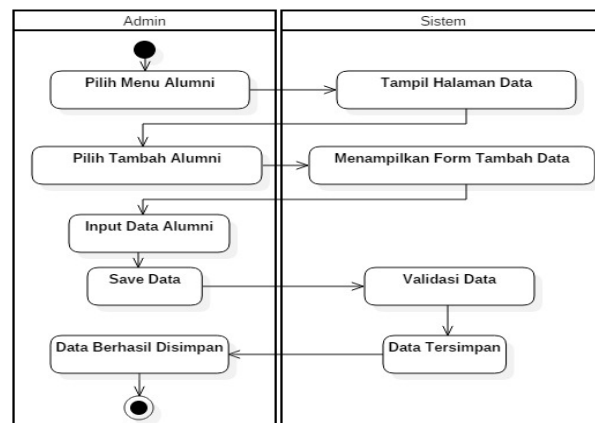 Admin
Sistem
Pilih Menu Alumni
Tampil Halaman Data
Pilih Tambah Alumni
Menampilkan Form Tambah Data
Input Data Alumni
Save Data
Validasi Data
Data Berhasil Disimpan
Data Tersimpan